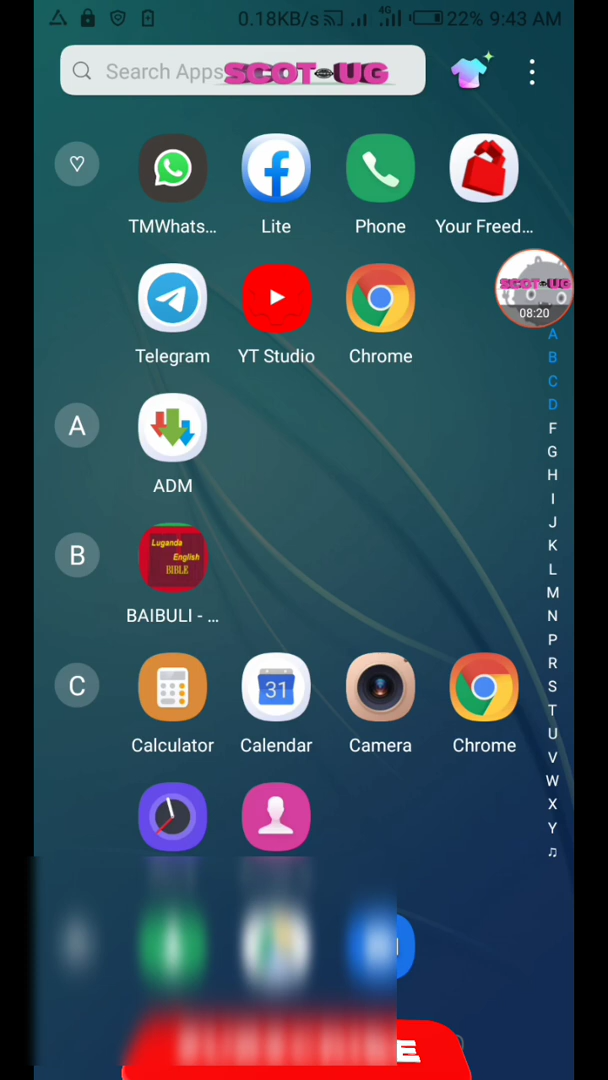 0.18KB/s 4G 22% 9:43 AM
Search Apps SCOT-UG
TMWhats... Lite Phone Your Freed...
SCOT-UG
08:20
Telegram YT Studio Chrome
A
ADM
B
Luganda
English
BIBLE
BAIBULI - ...
C
31
Calculator Calendar Camera Chrome
A
B
C
D
F
G
H
I
J
K
L
M
N
P
R
S
T
U
V
W
X
Y
♫
SUBSCRIBE